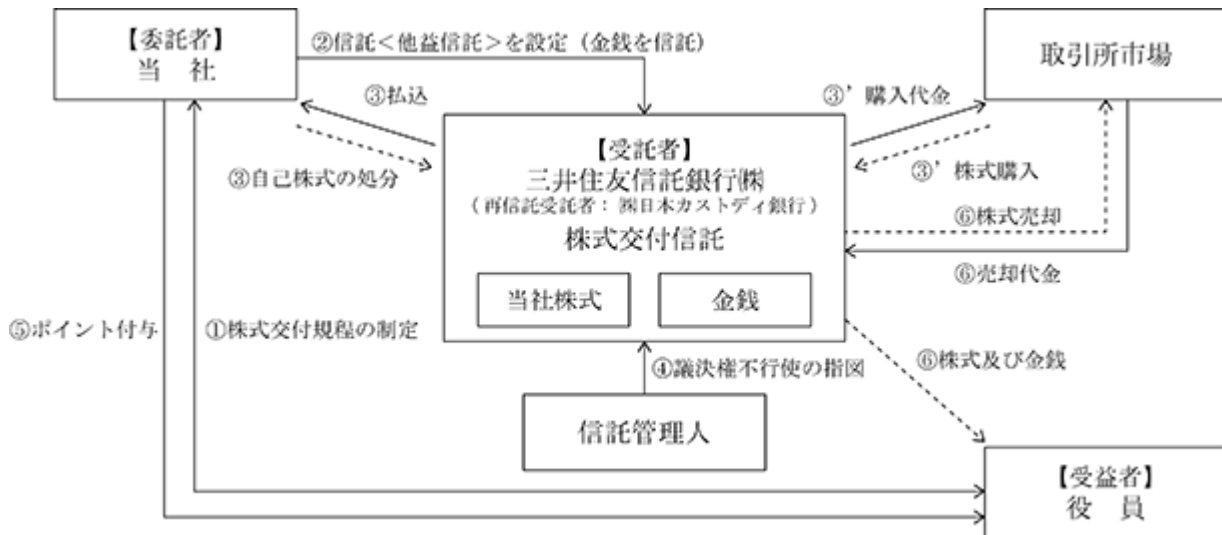 【委託者】
当 社
②信託<他益信託>を設定（金銭を信託）
取引所市場
③払込
③’購入代金
【受託者】
三井住友信託銀行㈱
（再信託受託者：㈱日本カストディ銀行）
株式交付信託
③自己株式の処分
③’株式購入
⑥株式売却
⑥売却代金
当社株式
金銭
⑤ポイント付与
①株式交付規程の制定
④議決権不行使の指図
⑥株式及び金銭
信託管理人
【受益者】
役 員